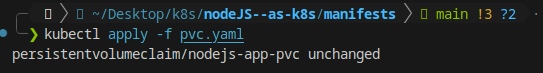 ~/Desktop/k8s/nodeJS--as-k8s/manifests main !3 ?2
❯ kubectl apply -f pvc.yaml
persistentvolumeclaim/nodejs-app-pvc unchanged